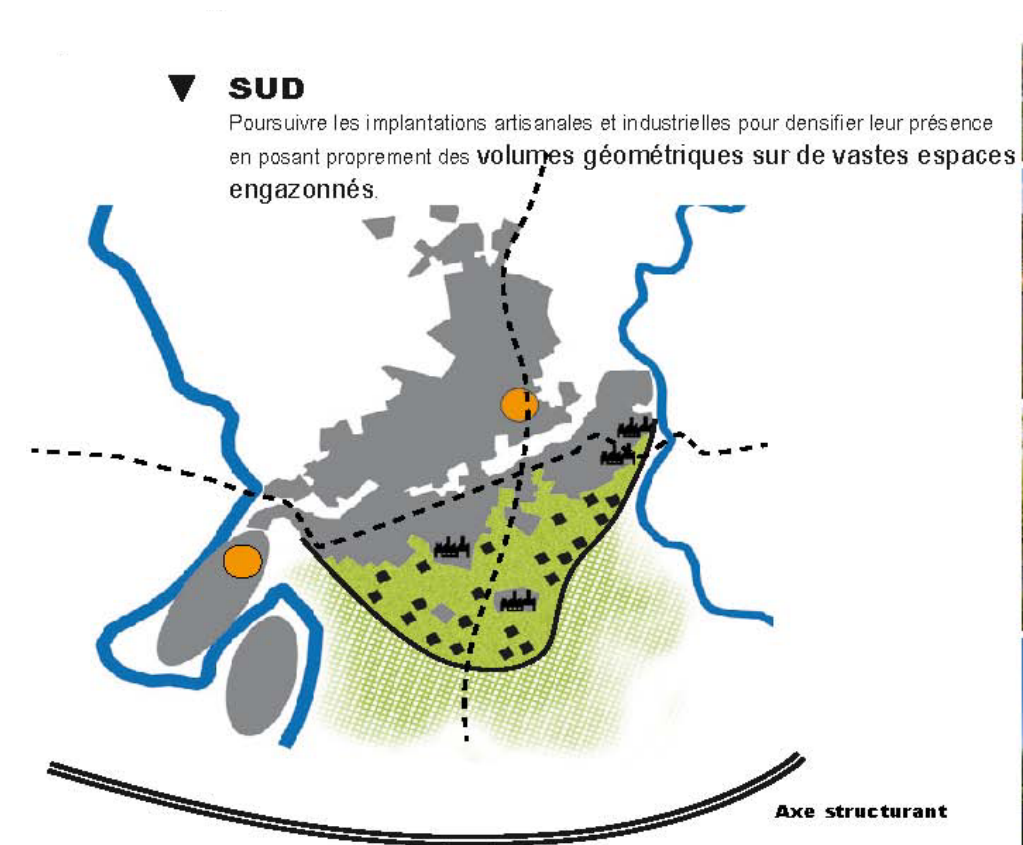 SUD
Poursuivre les implantations artisanales et industrielles pour densifier leur présence
en posant proprement des volumes géométriques sur de vastes espaces
engazonnés.
Axe structurant